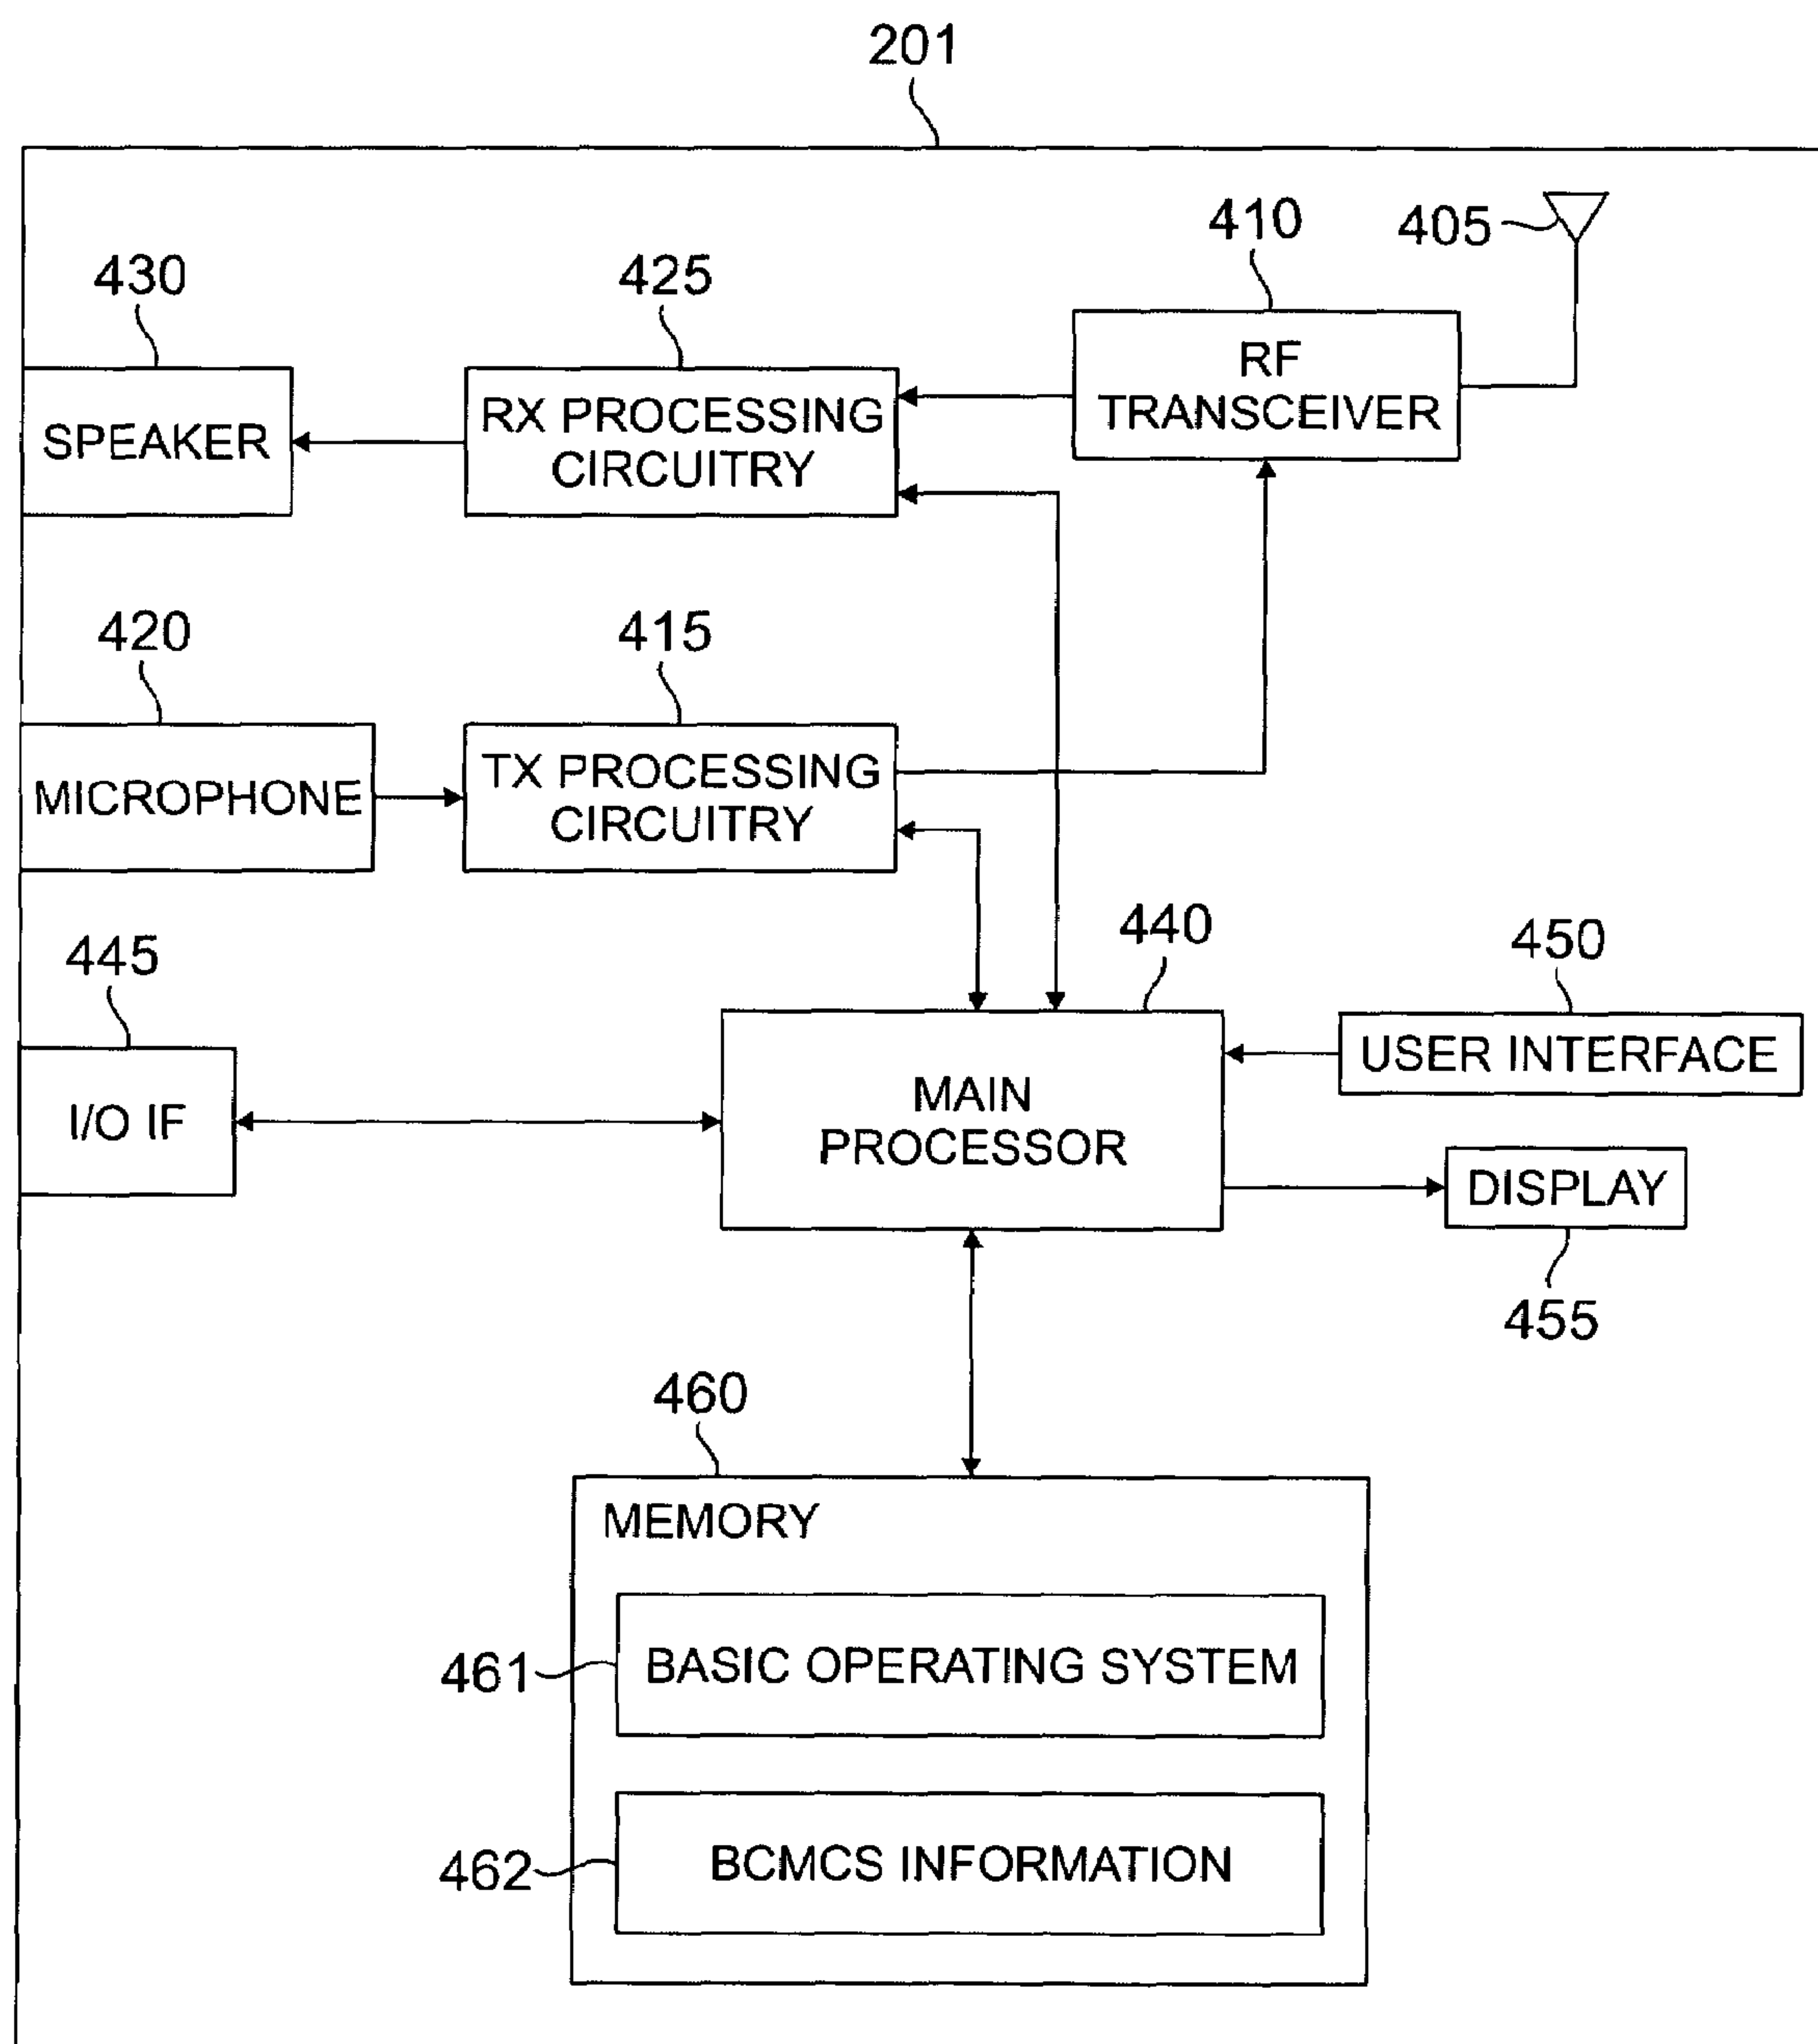 201
405
410
RF
TRANSCEIVER
430
425
SPEAKER
RX PROCESSING
CIRCUITRY
420
415
MICROPHONE
TX PROCESSING
CIRCUITRY
445
440
450
I/O IF
MAIN
PROCESSOR
USER INTERFACE
DISPLAY
455
460
MEMORY
461
BASIC OPERATING SYSTEM
462
BCMCS INFORMATION